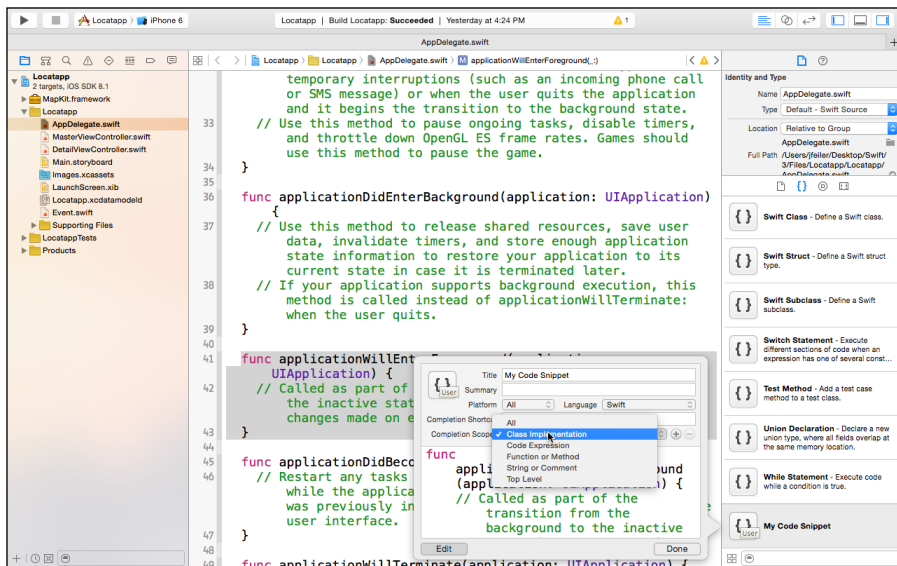 Locatapp
iPhone 6
Locatapp | Build Locatapp: Succeeded | Yesterday at 4:24 PM
1
AppDelegate.swift
Locatapp
2 targets, iOS SDK 8.1
MapKit.framework
Locatapp
AppDelegate.swift
MasterViewController.swift
DetailViewController.swift
Main.storyboard
Images.xcassets
LaunchScreen.xib
Locatapp.xcdatamodeld
Event.swift
Supporting Files
LocatappTests
Products
Locatapp
Locatapp
AppDelegate.swift
M applicationWillEnterForeground(_:)
temporary interruptions (such as an incoming phone call
or SMS message) or when the user quits the application
and it begins the transition to the background state.
33 // Use this method to pause ongoing tasks, disable timers,
and throttle down OpenGL ES frame rates. Games should
use this method to pause the game.
34 }
35
36 func applicationDidEnterBackground(application: UIApplication)
{
37 // Use this method to release shared resources, save user
data, invalidate timers, and store enough application
state information to restore your application to its
current state in case it is terminated later.
38 // If your application supports background execution, this
method is called instead of applicationWillTerminate:
when the user quits.
39 }
40
41 func applicationWillEnt
UIApplication) {
42 // Called as part of
the inactive stat
changes made on e
43 }
44
45 func applicationDidBeco
46 // Restart any tasks
while the applica
was previously in
user interface.
47 }
48
49 func applicationWillTerminate(application: UIApplication) {
{ }
User
Title My Code Snippet
Summary
Platform All
Language Swift
Completion Shortcu
Completion Scope
All
✓ Class Implementation
Code Expression
Function or Method
String or Comment
Top Level
func
// Called as part of the
transition from the
background to the inactive
Edit
Done
Identity and Type
Name AppDelegate.swift
Type Default - Swift Source
Location Relative to Group
AppDelegate.swift
Full Path /Users/jfeiler/Desktop/Swift/
3/Files/Locatapp/Locatapp/
AppDelegate.swift
{ } Swift Class - Define a Swift class.
{ } Swift Struct - Define a Swift struct
type.
{ } Swift Subclass - Define a Swift
subclass.
{ } Switch Statement - Execute
different sections of code when an
expression has one of several const...
{ } Test Method - Add a test case
method to a test class.
{ } Union Declaration - Declare a new
union type, where all fields overlap at
the same memory location.
{ } While Statement - Execute code
while a condition is true.
{ } My Code Snippet
User